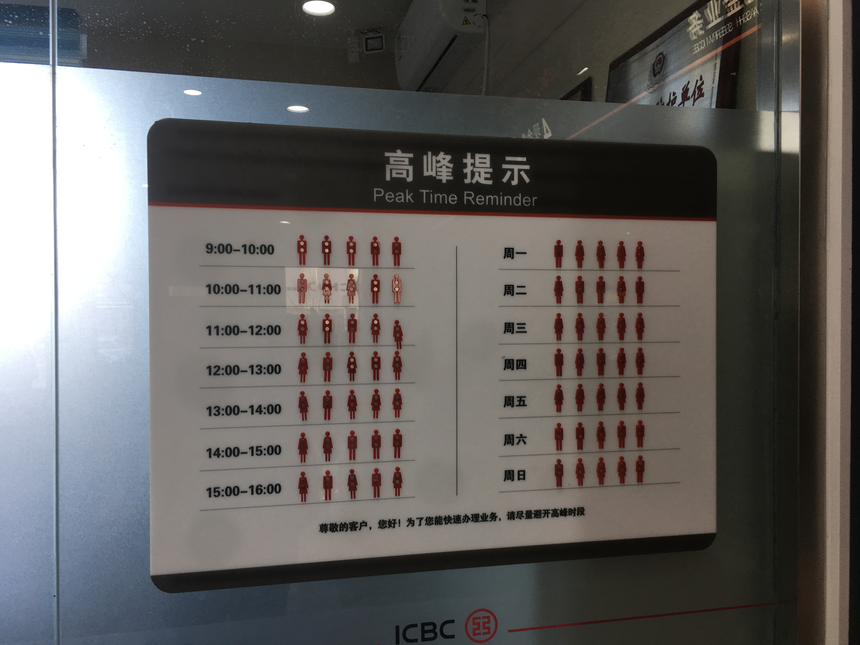 高峰提示
Peak Time Reminder
9:00-10:00
10:00-11:00
11:00-12:00
12:00-13:00
13:00-14:00
14:00-15:00
15:00-16:00
周一
周二
周三
周四
周五
周六
周日
尊敬的客户，您好！为了您能快速办理业务，请尽量避开高峰时段
ICBC
单位